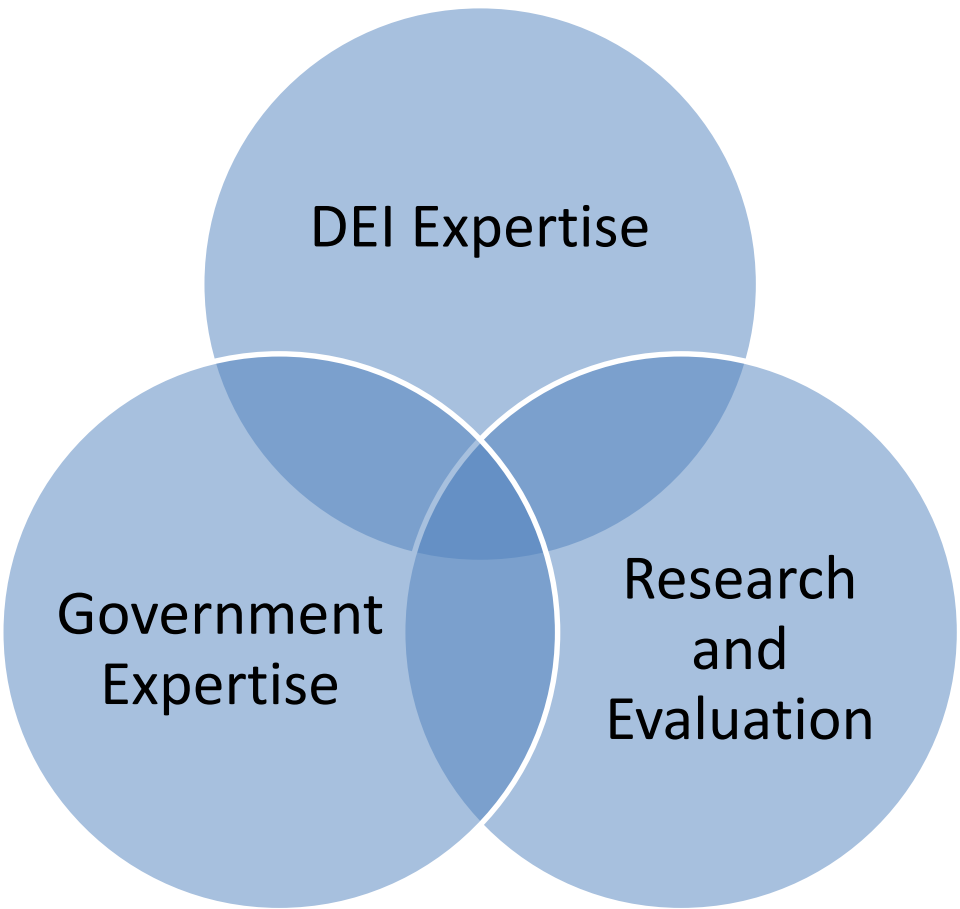 DEI Expertise
Government
Expertise
Research
and
Evaluation